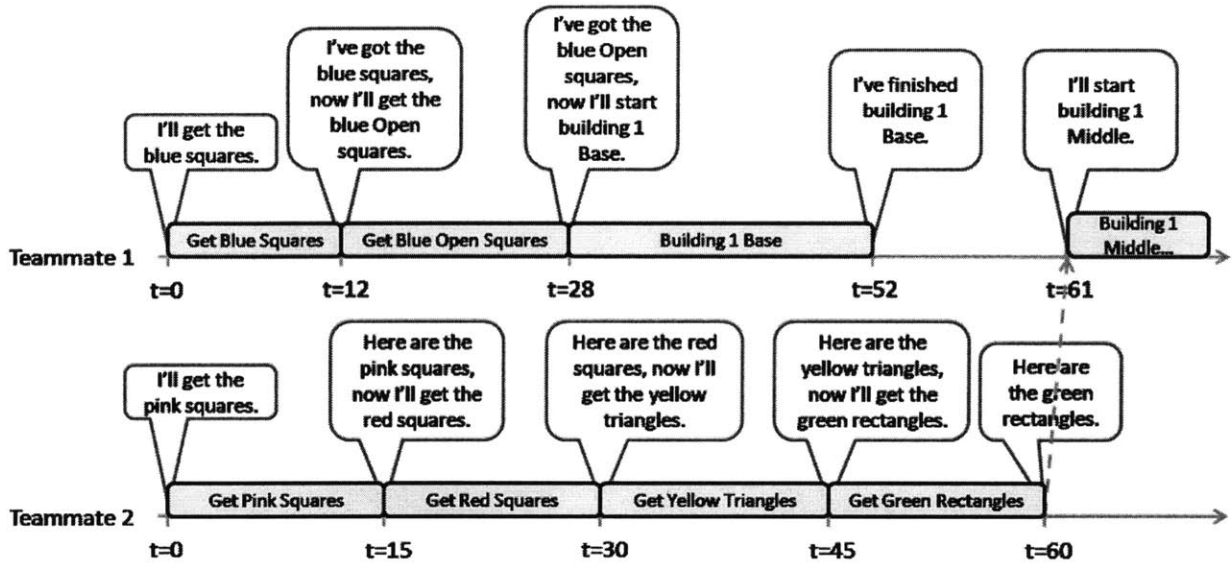 I'll get the
blue squares.
I've got the
blue squares,
now I'll get the
blue Open
squares.
I've got the
blue Open
squares,
now I'll start
building 1
Base.
I've finished
building 1
Base.
I'll start
building 1
Middle.
Teammate 1
Get Blue Squares
Get Blue Open Squares
Building 1 Base
Building 1
Middle...
t=0
t=12
t=28
t=52
t=61
I'll get the
pink squares.
Here are the
pink squares,
now I'll get the
red squares.
Here are the red
squares, now I'll
get the yellow
triangles.
Here are the
yellow triangles,
now I'll get the
green rectangles.
Here are
the green
rectangles.
Teammate 2
Get Pink Squares
Get Red Squares
Get Yellow Triangles
Get Green Rectangles
t=0
t=15
t=30
t=45
t=60